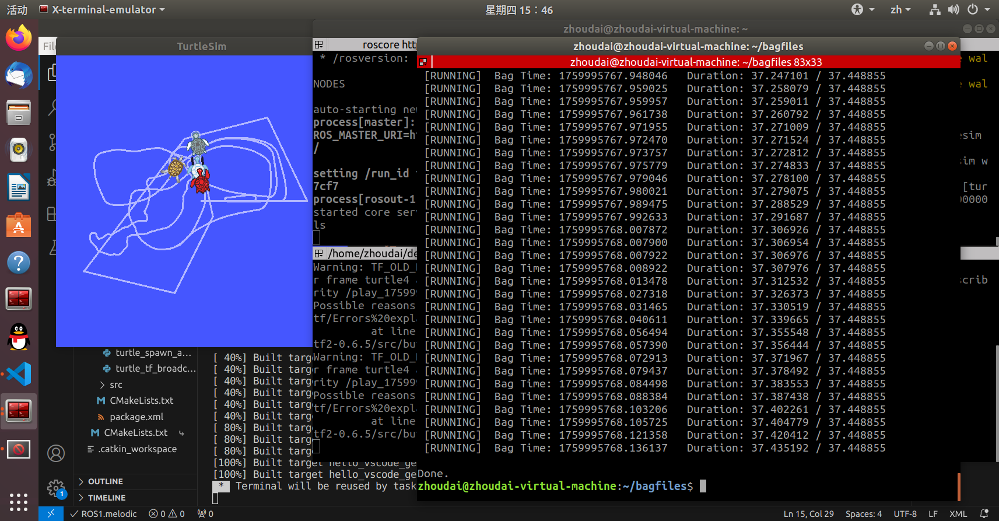 活动
X-terminal-emulator
星期四 15：46
zh
zhoudai@zhoudai-virtual-machine: ~
File
TurtleSim
roscore htt
zhoudai@zhoudai-virtual-machine: ~/bagfiles
zhoudai@zhoudai-virtual-machine: ~/bagfiles 83x33
* /rosversion:
NODES
auto-starting new
process[master]:
ROS_MASTER_URI=ht
/
setting /run_id
7cf7
process[rosout-1
started core serv
ls
/home/zhoudai/de
Warning: TF_OLD_
r frame turtle4
rity /play_17599
Possible reasons
tf/Errors%20expla
at line
tf2-0.6.5/src/bu
Warning: TF_OLD_
r frame turtle4
rity /play_17599
Possible reasons
tf/Errors%20expla
at line
tf2-0.6.5/src/bu
[RUNNING] Bag Time: 1759995767.948046 Duration: 37.247101 / 37.448855
[RUNNING] Bag Time: 1759995767.959025 Duration: 37.258079 / 37.448855
[RUNNING] Bag Time: 1759995767.959957 Duration: 37.259011 / 37.448855
[RUNNING] Bag Time: 1759995767.961738 Duration: 37.260792 / 37.448855
[RUNNING] Bag Time: 1759995767.971955 Duration: 37.271009 / 37.448855
[RUNNING] Bag Time: 1759995767.972470 Duration: 37.271524 / 37.448855
[RUNNING] Bag Time: 1759995767.973757 Duration: 37.272812 / 37.448855
[RUNNING] Bag Time: 1759995767.975779 Duration: 37.274833 / 37.448855
[RUNNING] Bag Time: 1759995767.979046 Duration: 37.278100 / 37.448855
[RUNNING] Bag Time: 1759995767.980021 Duration: 37.279075 / 37.448855
[RUNNING] Bag Time: 1759995767.989475 Duration: 37.288529 / 37.448855
[RUNNING] Bag Time: 1759995767.992633 Duration: 37.291687 / 37.448855
[RUNNING] Bag Time: 1759995768.007872 Duration: 37.306926 / 37.448855
[RUNNING] Bag Time: 1759995768.007900 Duration: 37.306954 / 37.448855
[RUNNING] Bag Time: 1759995768.007922 Duration: 37.306976 / 37.448855
[RUNNING] Bag Time: 1759995768.008922 Duration: 37.307976 / 37.448855
[RUNNING] Bag Time: 1759995768.013478 Duration: 37.312532 / 37.448855
[RUNNING] Bag Time: 1759995768.027318 Duration: 37.326373 / 37.448855
[RUNNING] Bag Time: 1759995768.031465 Duration: 37.330519 / 37.448855
[RUNNING] Bag Time: 1759995768.040611 Duration: 37.339665 / 37.448855
[RUNNING] Bag Time: 1759995768.056494 Duration: 37.355548 / 37.448855
[RUNNING] Bag Time: 1759995768.057390 Duration: 37.356444 / 37.448855
[RUNNING] Bag Time: 1759995768.072913 Duration: 37.371967 / 37.448855
[RUNNING] Bag Time: 1759995768.079437 Duration: 37.378492 / 37.448855
[RUNNING] Bag Time: 1759995768.084498 Duration: 37.383553 / 37.448855
[RUNNING] Bag Time: 1759995768.088384 Duration: 37.387438 / 37.448855
[RUNNING] Bag Time: 1759995768.103206 Duration: 37.402261 / 37.448855
[RUNNING] Bag Time: 1759995768.105725 Duration: 37.404779 / 37.448855
[RUNNING] Bag Time: 1759995768.121358 Duration: 37.420412 / 37.448855
[RUNNING] Bag Time: 1759995768.136137 Duration: 37.435192 / 37.448855
Done.
zhoudai@zhoudai-virtual-machine:~/bagfiles$
wal
wal
sim
sim w
[tur
00000
scrib
turtle_spawn_a...
turtle_tf_broadc...
src
CMakeLists.txt
package.xml
CMakeLists.txt
.catkin_workspace
OUTLINE
TIMELINE
[ 40%] Built targ
[ 40%] Built targ
[ 40%] Built targ
[ 40%] Built targ
[ 40%] Built targ
[ 40%] Built targ
[ 80%] Built targ
[ 80%] Built targ
[ 80%] Built targ
[100%] Built target hello_vscode_ge
[100%] Built target hello_vscode_ge
* Terminal will be reused by task
1
ROS1.melodic
0
0
0
Ln 15, Col 29
Spaces: 4
UTF-8
LF
XML